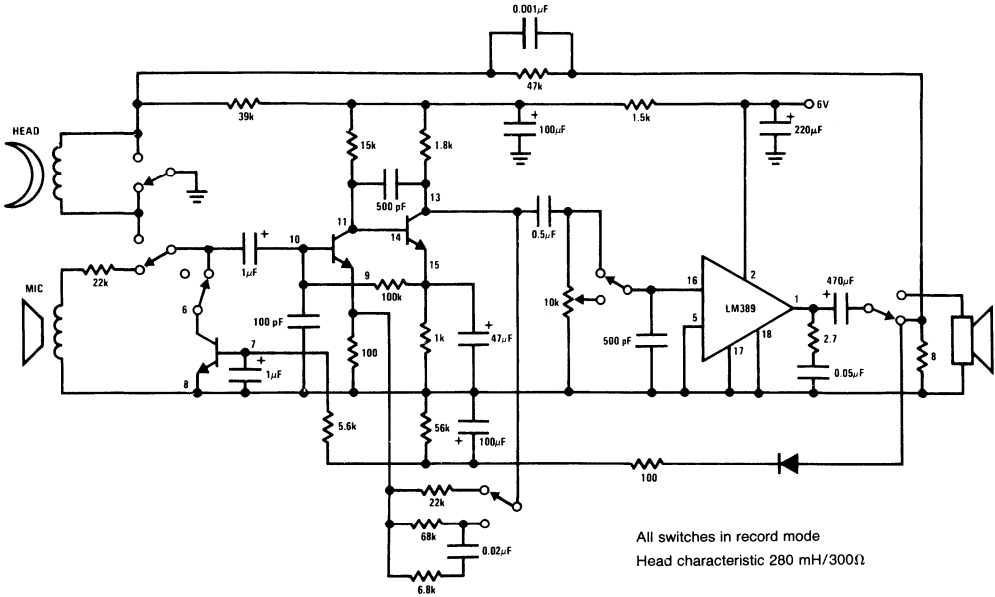 0.001μF
47k
39k
1.5k
6V
HEAD
15k
1.8k
100μF
220μF
500 pF
13
11
14
0.5μF
10
1μF
15
9
100k
22k
MIC
6
10k
16
2
LM389
1
470μF
5
18
17
500 pF
2.7
0.05μF
8
100 pF
7
8
1μF
100
1k
47μF
5.6k
56k
100μF
100
22k
68k
0.02μF
6.8k
All switches in record mode
Head characteristic 280 mH/300Ω